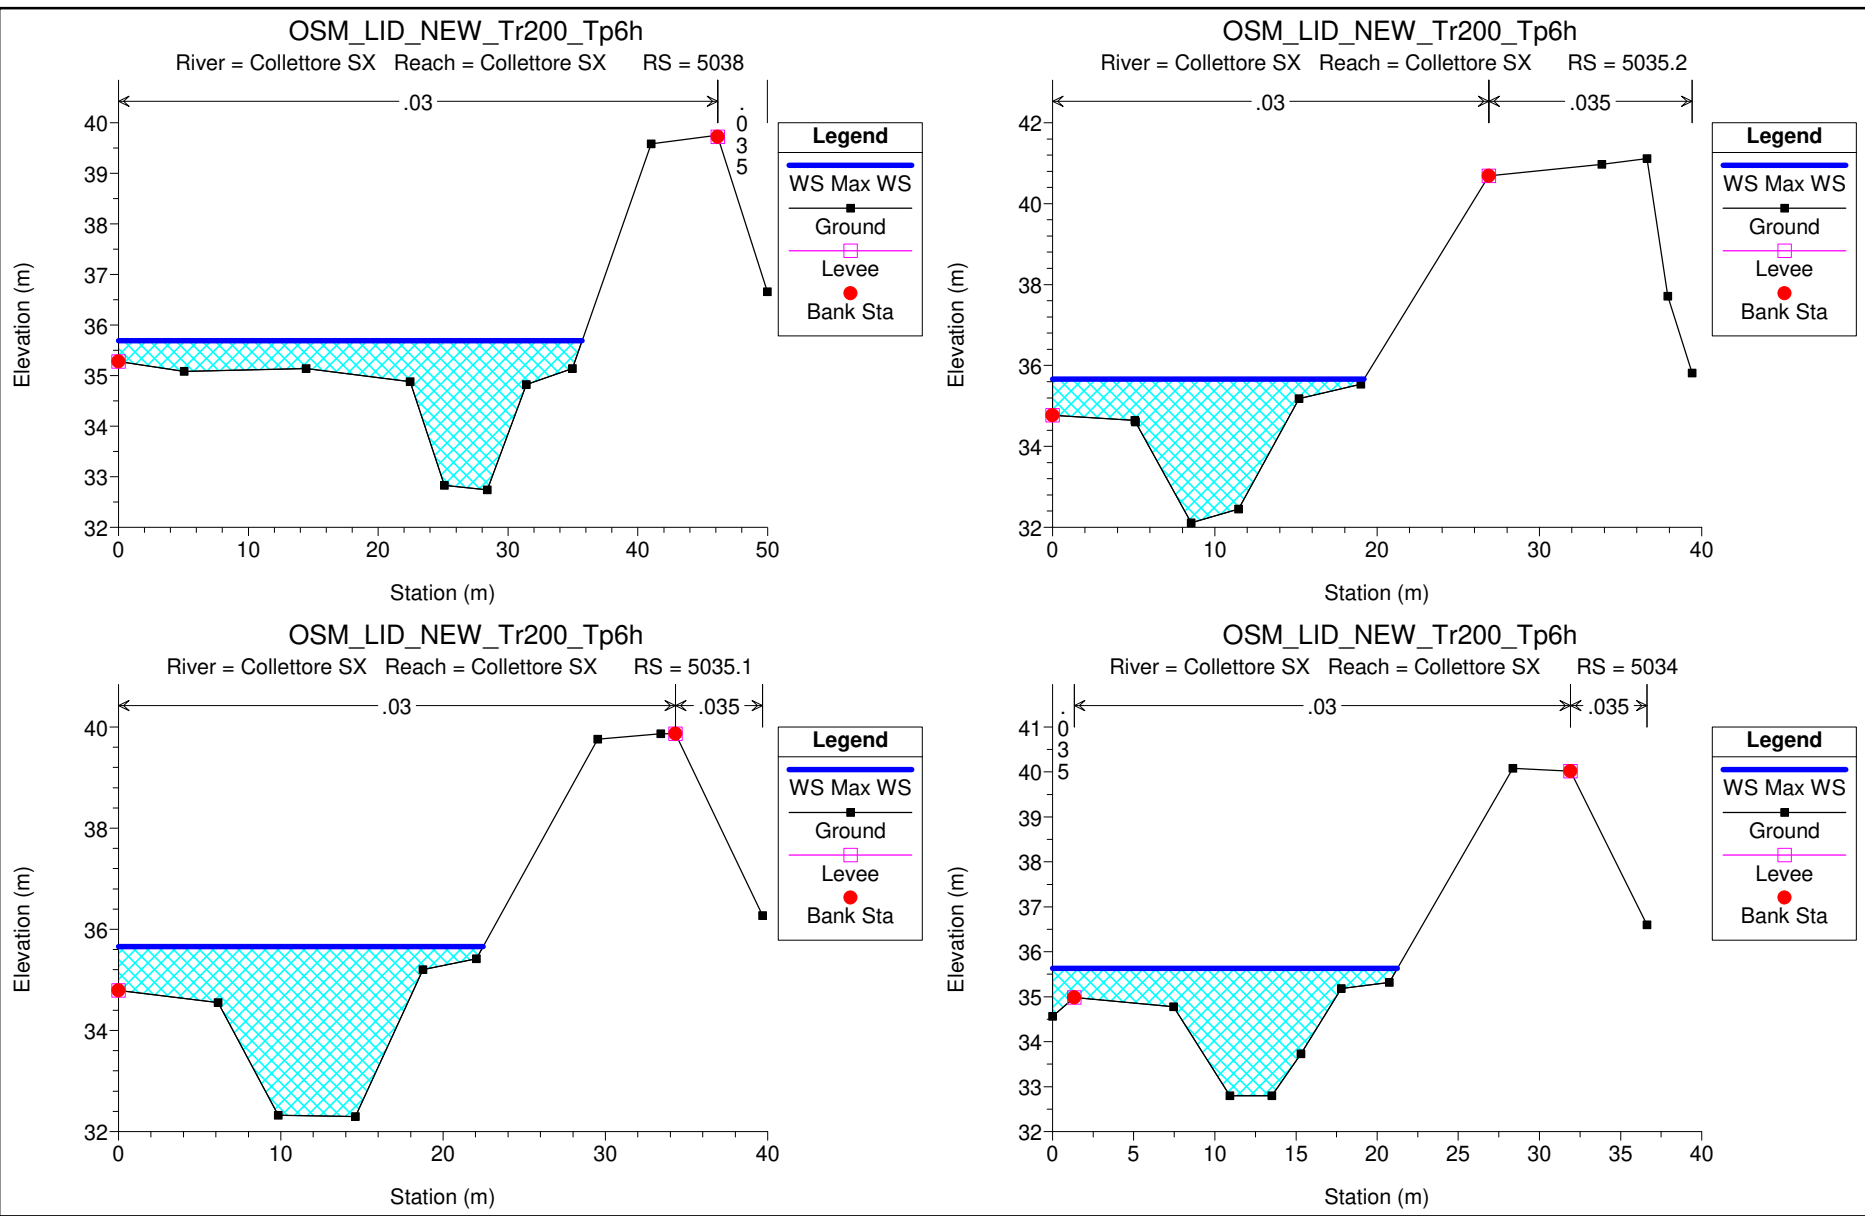 OSM_LID_NEW_Tr200_Tp6h
River = Collettore SX Reach = Collettore SX RS = 5038
.03
.035
40
39
38
37
36
35
34
33
32
0 10 20 30 40 50
Elevation (m)
Station (m)
Legend
WS Max WS
Ground
Levee
Bank Sta
OSM_LID_NEW_Tr200_Tp6h
River = Collettore SX Reach = Collettore SX RS = 5035.2
.03 .035
42
40
38
36
34
32
0 10 20 30 40
Elevation (m)
Station (m)
Legend
WS Max WS
Ground
Levee
Bank Sta
OSM_LID_NEW_Tr200_Tp6h
River = Collettore SX Reach = Collettore SX RS = 5035.1
.03 .035
40
38
36
34
32
0 10 20 30 40
Elevation (m)
Station (m)
Legend
WS Max WS
Ground
Levee
Bank Sta
OSM_LID_NEW_Tr200_Tp6h
River = Collettore SX Reach = Collettore SX RS = 5034
.035
.03 .035
41
40
39
38
37
36
35
34
33
32
0 5 10 15 20 25 30 35 40
Elevation (m)
Station (m)
Legend
WS Max WS
Ground
Levee
Bank Sta